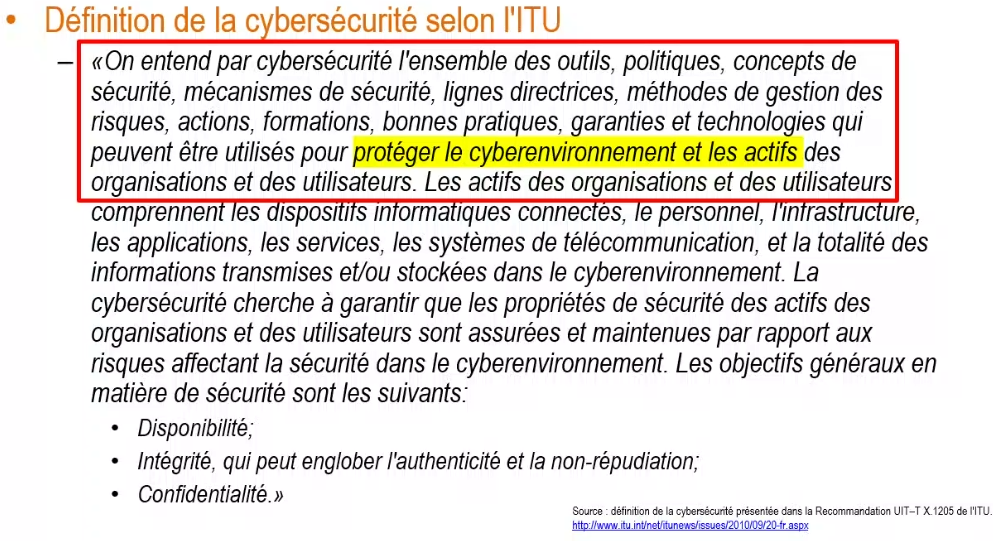 • Définition de la cybersécurité selon l'ITU
– «On entend par cybersécurité l'ensemble des outils, politiques, concepts de
sécurité, mécanismes de sécurité, lignes directrices, méthodes de gestion des
risques, actions, formations, bonnes pratiques, garanties et technologies qui
peuvent être utilisés pour protéger le cyberenvironnement et les actifs des
organisations et des utilisateurs. Les actifs des organisations et des utilisateurs
comprennent les dispositifs informatiques connectés, le personnel, l'infrastructure,
les applications, les services, les systèmes de télécommunication, et la totalité des
informations transmises et/ou stockées dans le cyberenvironnement. La
cybersécurité cherche à garantir que les propriétés de sécurité des actifs des
organisations et des utilisateurs sont assurées et maintenues par rapport aux
risques affectant la sécurité dans le cyberenvironnement. Les objectifs généraux en
matière de sécurité sont les suivants:
• Disponibilité;
• Intégrité, qui peut englober l'authenticité et la non-répudiation;
• Confidentialité.»
Source : définition de la cybersécurité présentée dans la Recommandation UIT–T X.1205 de l'ITU.
http://www.itu.int/net/itunews/issues/2010/09/20-fr.aspx